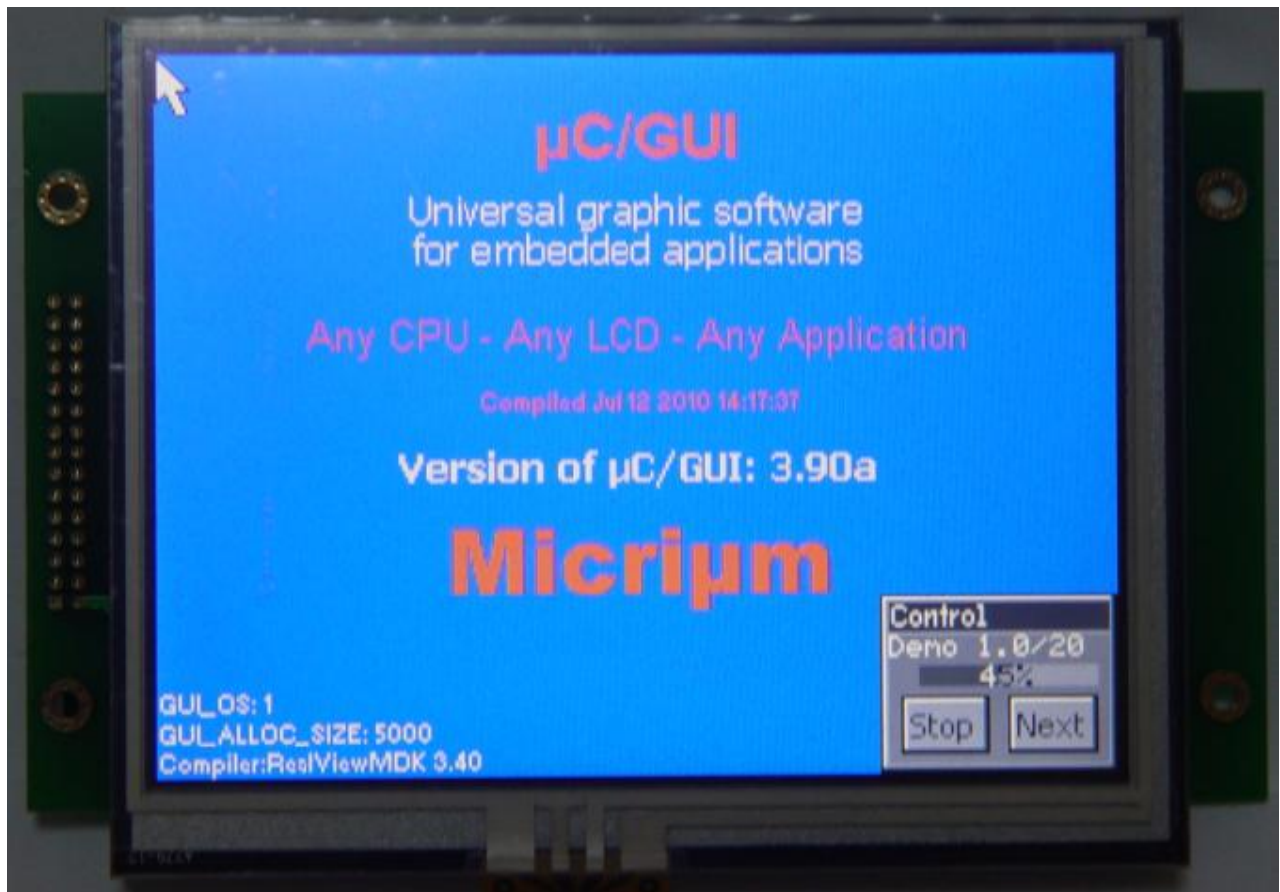 µC/GUI
Universal graphic software
for embedded applications
Any CPU - Any LCD - Any Application
Compiled Jul 12 2010 14:17:37
Version of µC/GUI: 3.90a
Micriµm
Control
Demo 1.0/20
45%
Stop Next
GUI_OS: 1
GUI_ALLOC_SIZE: 5000
Compiler:RealViewMDK 3.40